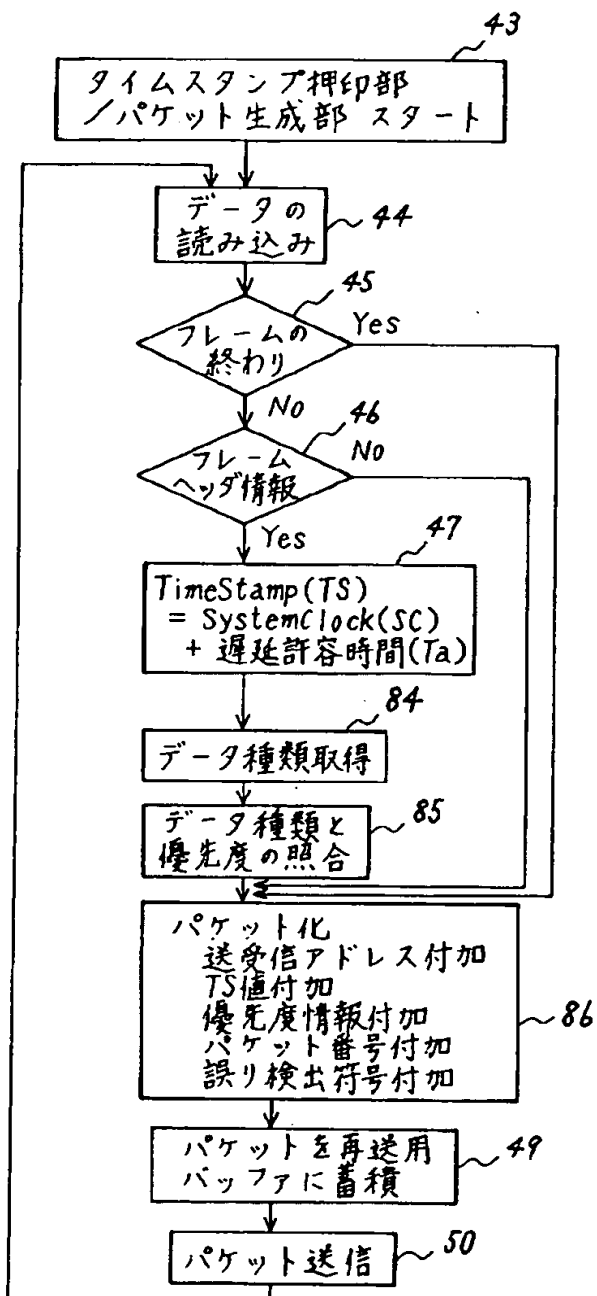 43
タイムスタンプ押印部
/パケット生成部 スタート
データの
読み込み
44
45
フレームの
終わり
Yes
No
46
フレーム
ヘッダ情報
No
Yes
47
TimeStamp(TS)
= SystemClock(SC)
+ 遅延許容時間(Ta)
84
データ種類取得
データ種類と
優先度の照合
85
パケット化
送受信アドレス付加
TS値付加
優先度情報付加
パケット番号付加
誤り検出符号付加
86
パケットを再送用
バッファに蓄積
49
パケット送信
50